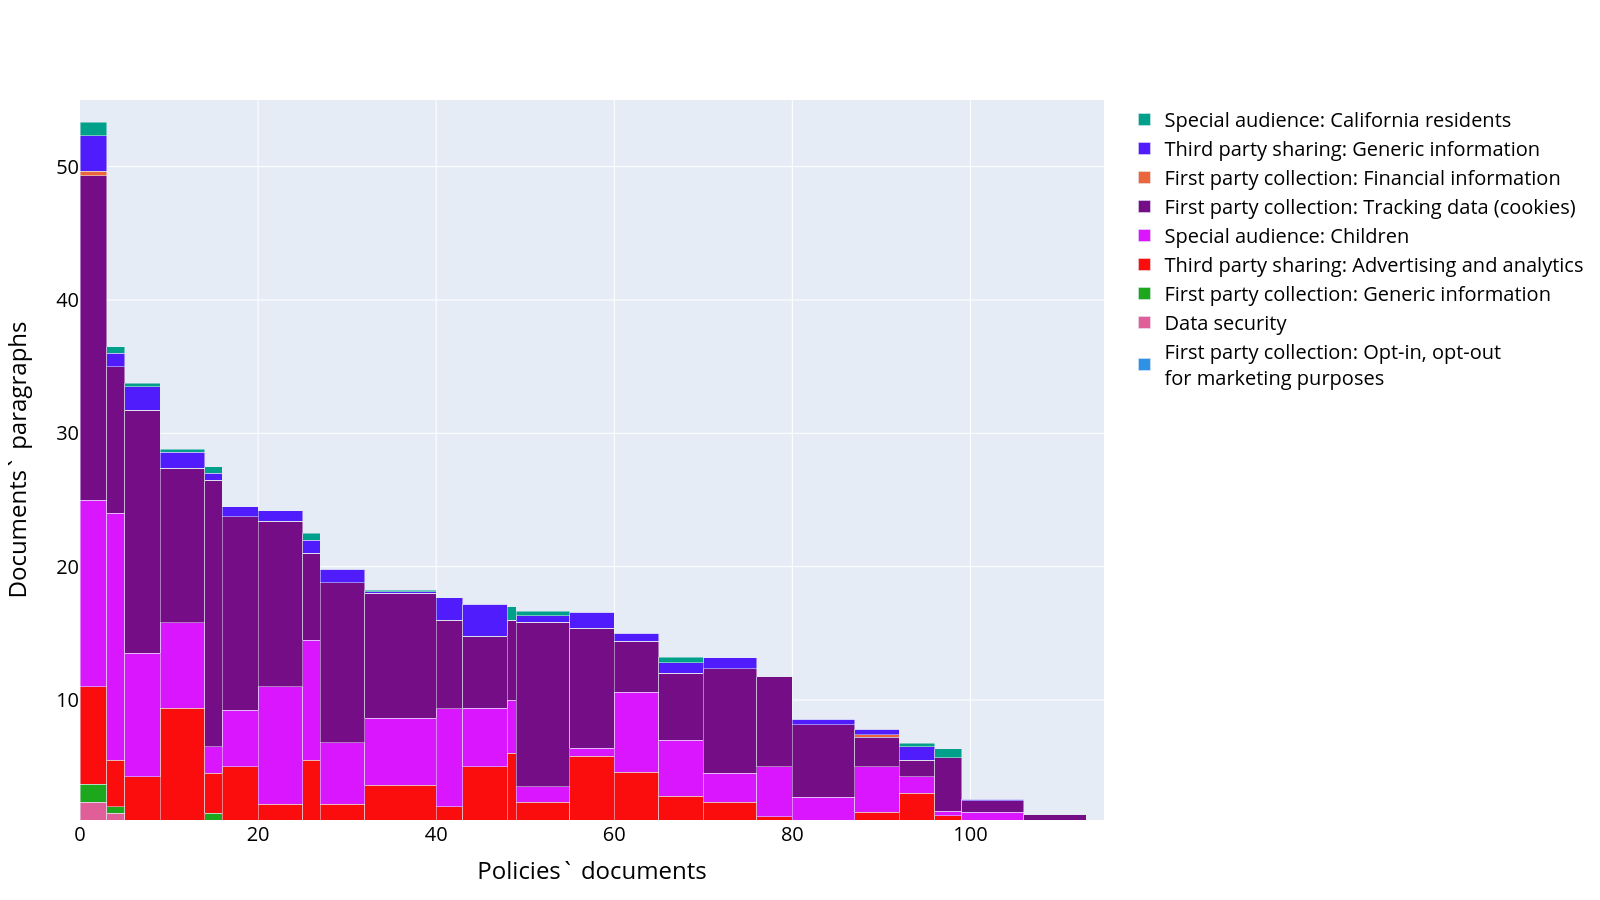 Special audience: California residents
Third party sharing: Generic information
First party collection: Financial information
First party collection: Tracking data (cookies)
Special audience: Children
Third party sharing: Advertising and analytics
First party collection: Generic information
Data security
First party collection: Opt-in, opt-out
for marketing purposes
50
40
30
20
10
Documents` paragraphs
0 20 40 60 80 100
Policies` documents